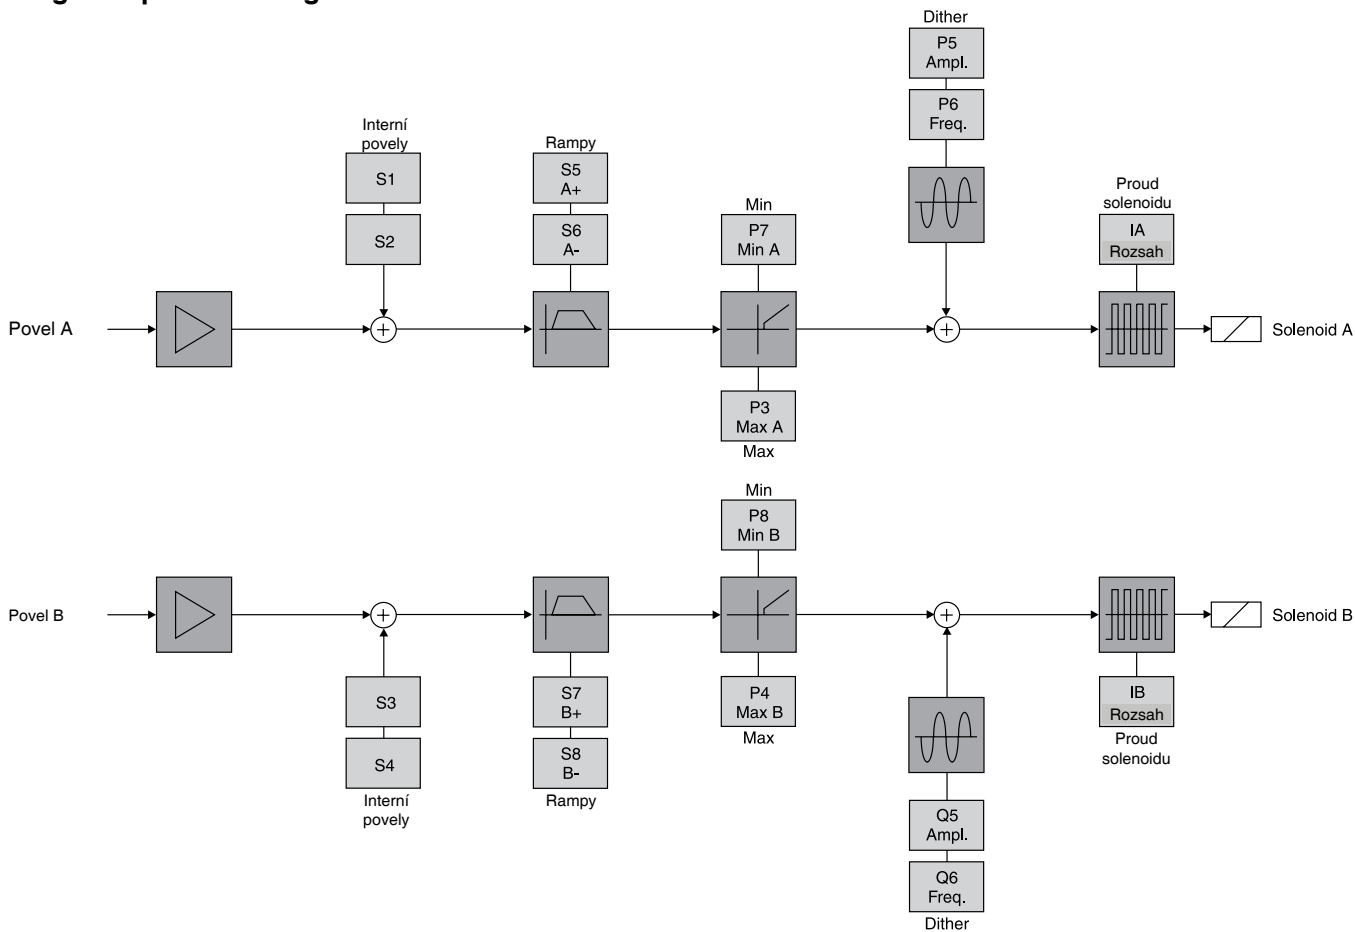 Dither
P5
Ampl.
P6
Freq.
Interní
povely
S1
S2
Rampy
S5
A+
S6
A-
Min
P7
Min A
Proud
solenoidu
IA
Rozsah
Povel A
+
+
Solenoid A
P3
Max A
Max
Min
P8
Min B
Povel B
+
+
Solenoid B
S3
S4
Interní
povely
S7
B+
S8
B-
Rampy
P4
Max B
Max
IB
Rozsah
Proud
solenoidu
Q5
Ampl.
Q6
Freq.
Dither